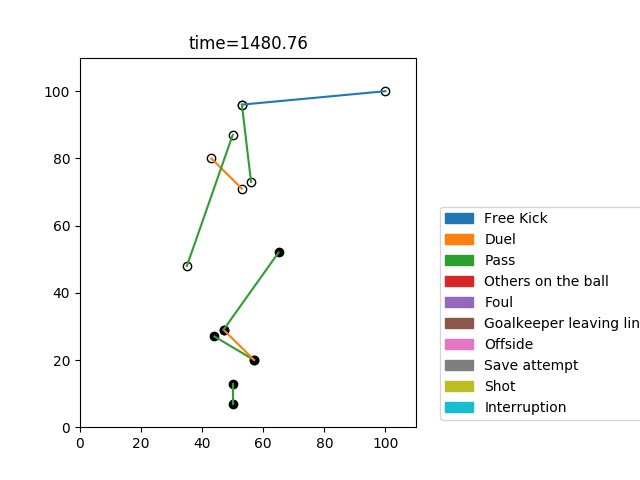 time=1480.76
100
80
60
40
20
0
0 20 40 60 80 100
Free Kick
Duel
Pass
Others on the ball
Foul
Goalkeeper leaving lin
Offside
Save attempt
Shot
Interruption